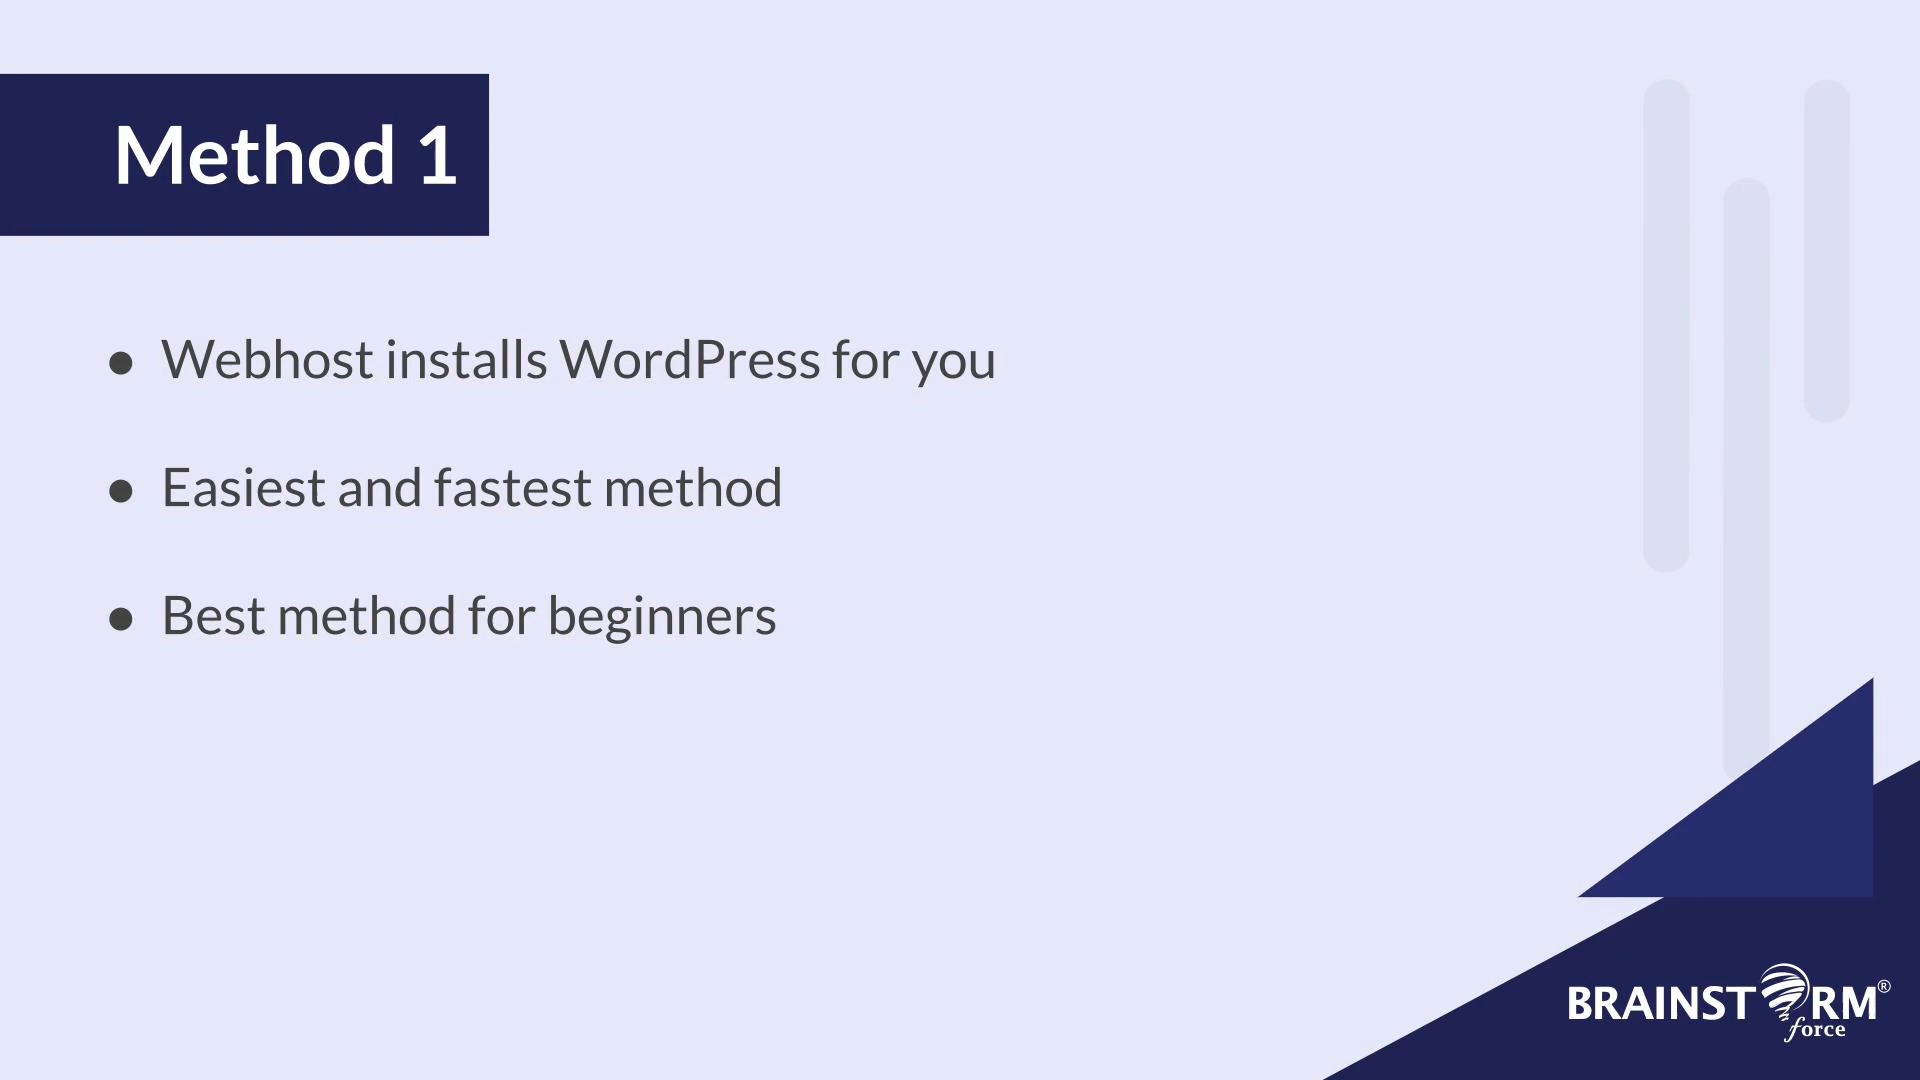 Method 1
● Webhost installs WordPress for you
● Easiest and fastest method
● Best method for beginners
BRAINSTORM®
force